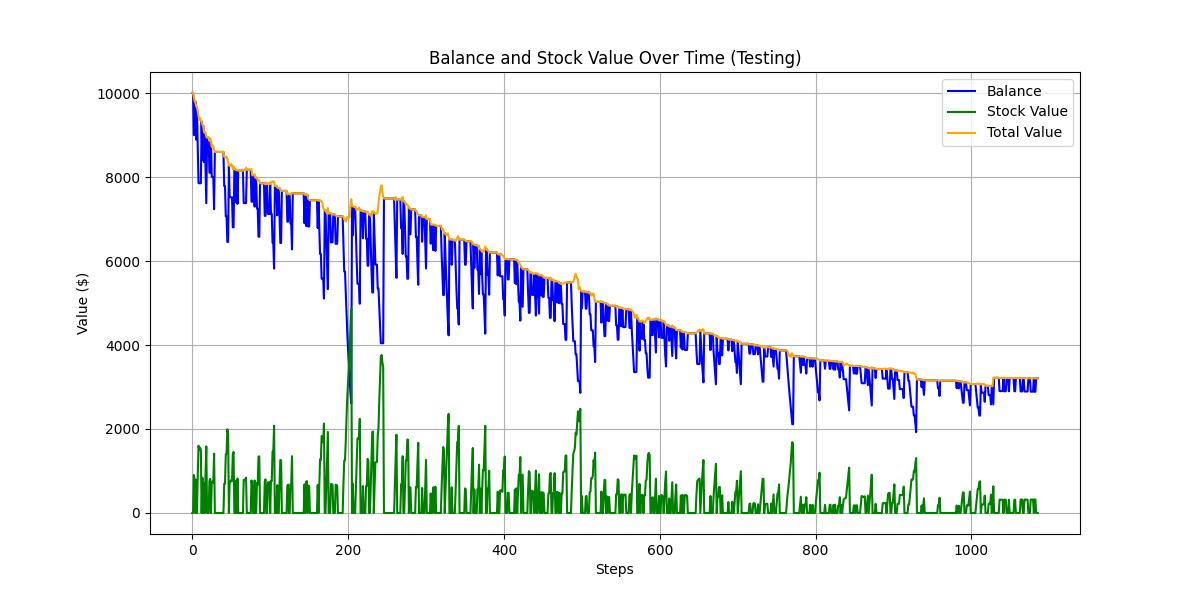 Balance and Stock Value Over Time (Testing)
Balance
Stock Value
Total Value
Value ($)
10000
8000
6000
4000
2000
0
0 200 400 600 800 1000
Steps